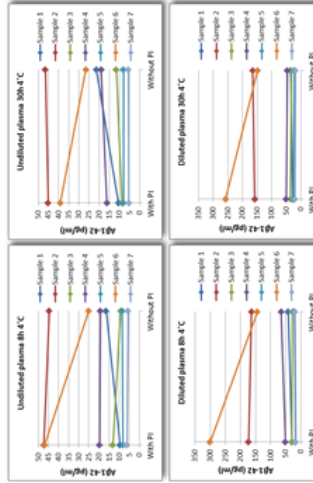 Undiluted plasma 8h 4°C
Aβ1-42 (pg/ml)
50
45
40
35
30
25
20
15
10
5
0
With PI
Without PI
Sample 1
Sample 2
Sample 3
Sample 4
Sample 5
Sample 6
Sample 7
Undiluted plasma 30h 4°C
Aβ1-42 (pg/ml)
50
45
40
35
30
25
20
15
10
5
0
With PI
Without PI
Sample 1
Sample 2
Sample 3
Sample 4
Sample 5
Sample 6
Sample 7
Diluted plasma 8h 4°C
Aβ1-42 (pg/ml)
350
300
250
200
150
100
50
0
With PI
Without PI
Sample 1
Sample 2
Sample 3
Sample 4
Sample 5
Sample 6
Sample 7
Diluted plasma 30h 4°C
Aβ1-42 (pg/ml)
350
300
250
200
150
100
50
0
With PI
Without PI
Sample 1
Sample 2
Sample 3
Sample 4
Sample 5
Sample 6
Sample 7